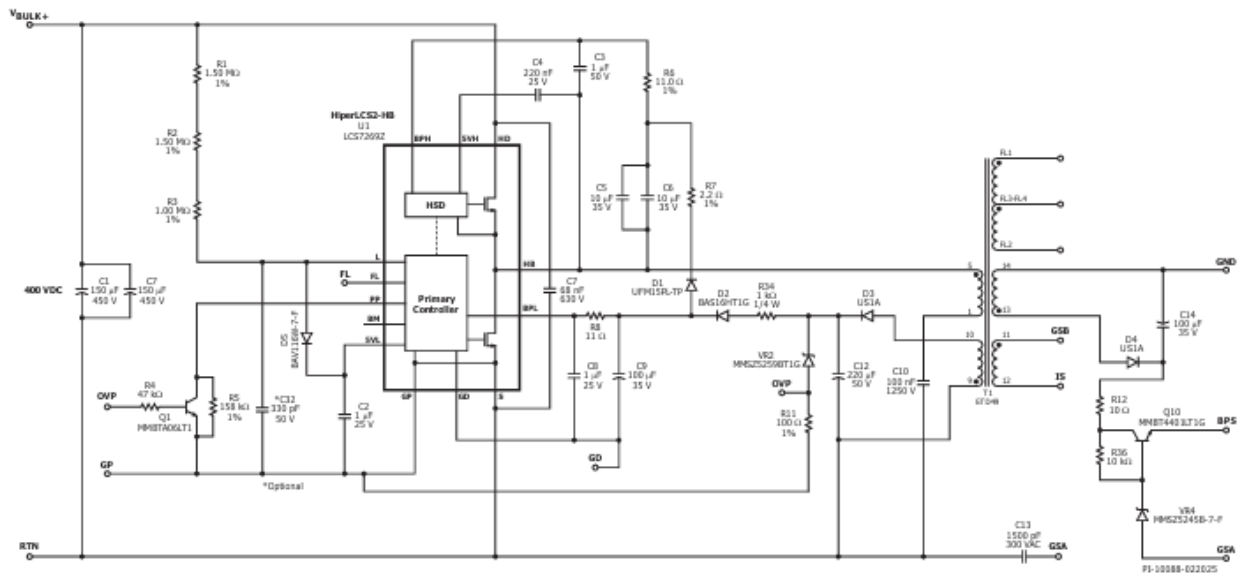 VBULK+
R1
1.50 MΩ
1%
R2
1.50 MΩ
1%
R3
1.00 MΩ
1%
400 VDC
C1
150 µF
450 V
C7
150 µF
450 V
HiperLCS2-HB
U1
LCS7269Z
BPH
SVH
HD
HSD
Primary
Controller
L
FL
FL
PP
BM
SVL
GP
GD
S
HB
BPL
C4
220 nF
25 V
C3
1 µF
50 V
R6
11.0 Ω
1%
C5
10 µF
35 V
C6
10 µF
35 V
R7
2.2 Ω
1%
C7
68 nF
630 V
D1
UFM15PL-TP
D2
BAS16HT1G
R34
1 kΩ
1/4 W
D3
US1A
R8
11 Ω
C8
1 µF
25 V
C9
100 µF
35 V
GD
VR2
MMSZ5259BT1G
OVP
R11
100 Ω
1%
C12
220 µF
50 V
C10
100 nF
1250 V
D5
BAV116W-7-F
OVP
R4
47 kΩ
Q1
MMBTA06LT1
R5
158 kΩ
1%
*C32
330 pF
50 V
C2
1 µF
25 V
GP
*Optional
RTN
FL1
FL3-FL4
FL2
5
1
10
9
14
13
11
12
T1
ETD49
GND
GSB
IS
C14
100 µF
35 V
D4
US1A
R12
10 Ω
Q10
MMBT4401LT1G
BPS
R36
10 kΩ
VR4
MMSZ5245B-7-F
GSA
C13
1500 pF
300 VAC
GSA
PI-10088-022025